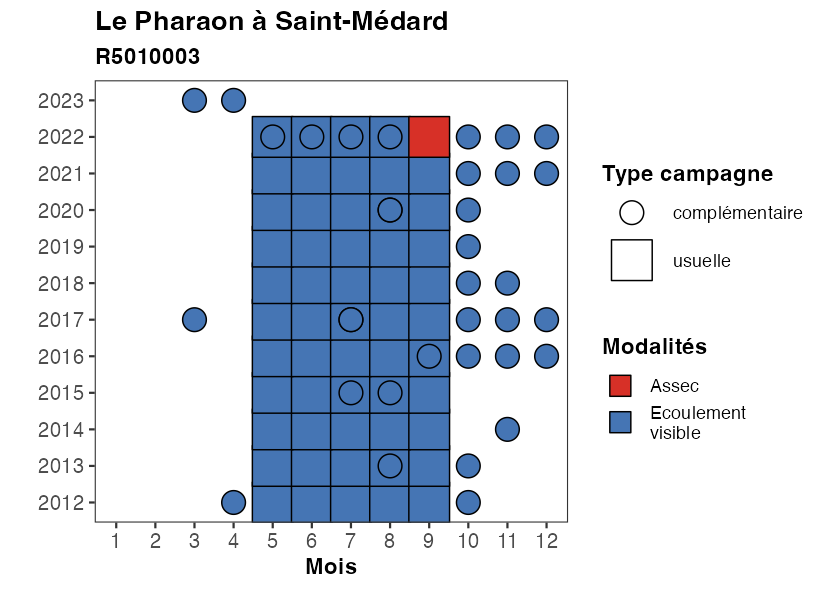 Le Pharaon à Saint-Médard
R5010003
2023
2022
2021
2020
2019
2018
2017
2016
2015
2014
2013
2012
1 2 3 4 5 6 7 8 9 10 11 12
Mois
Type campagne
complémentaire
usuelle
Modalités
Assec
Ecoulement
visible